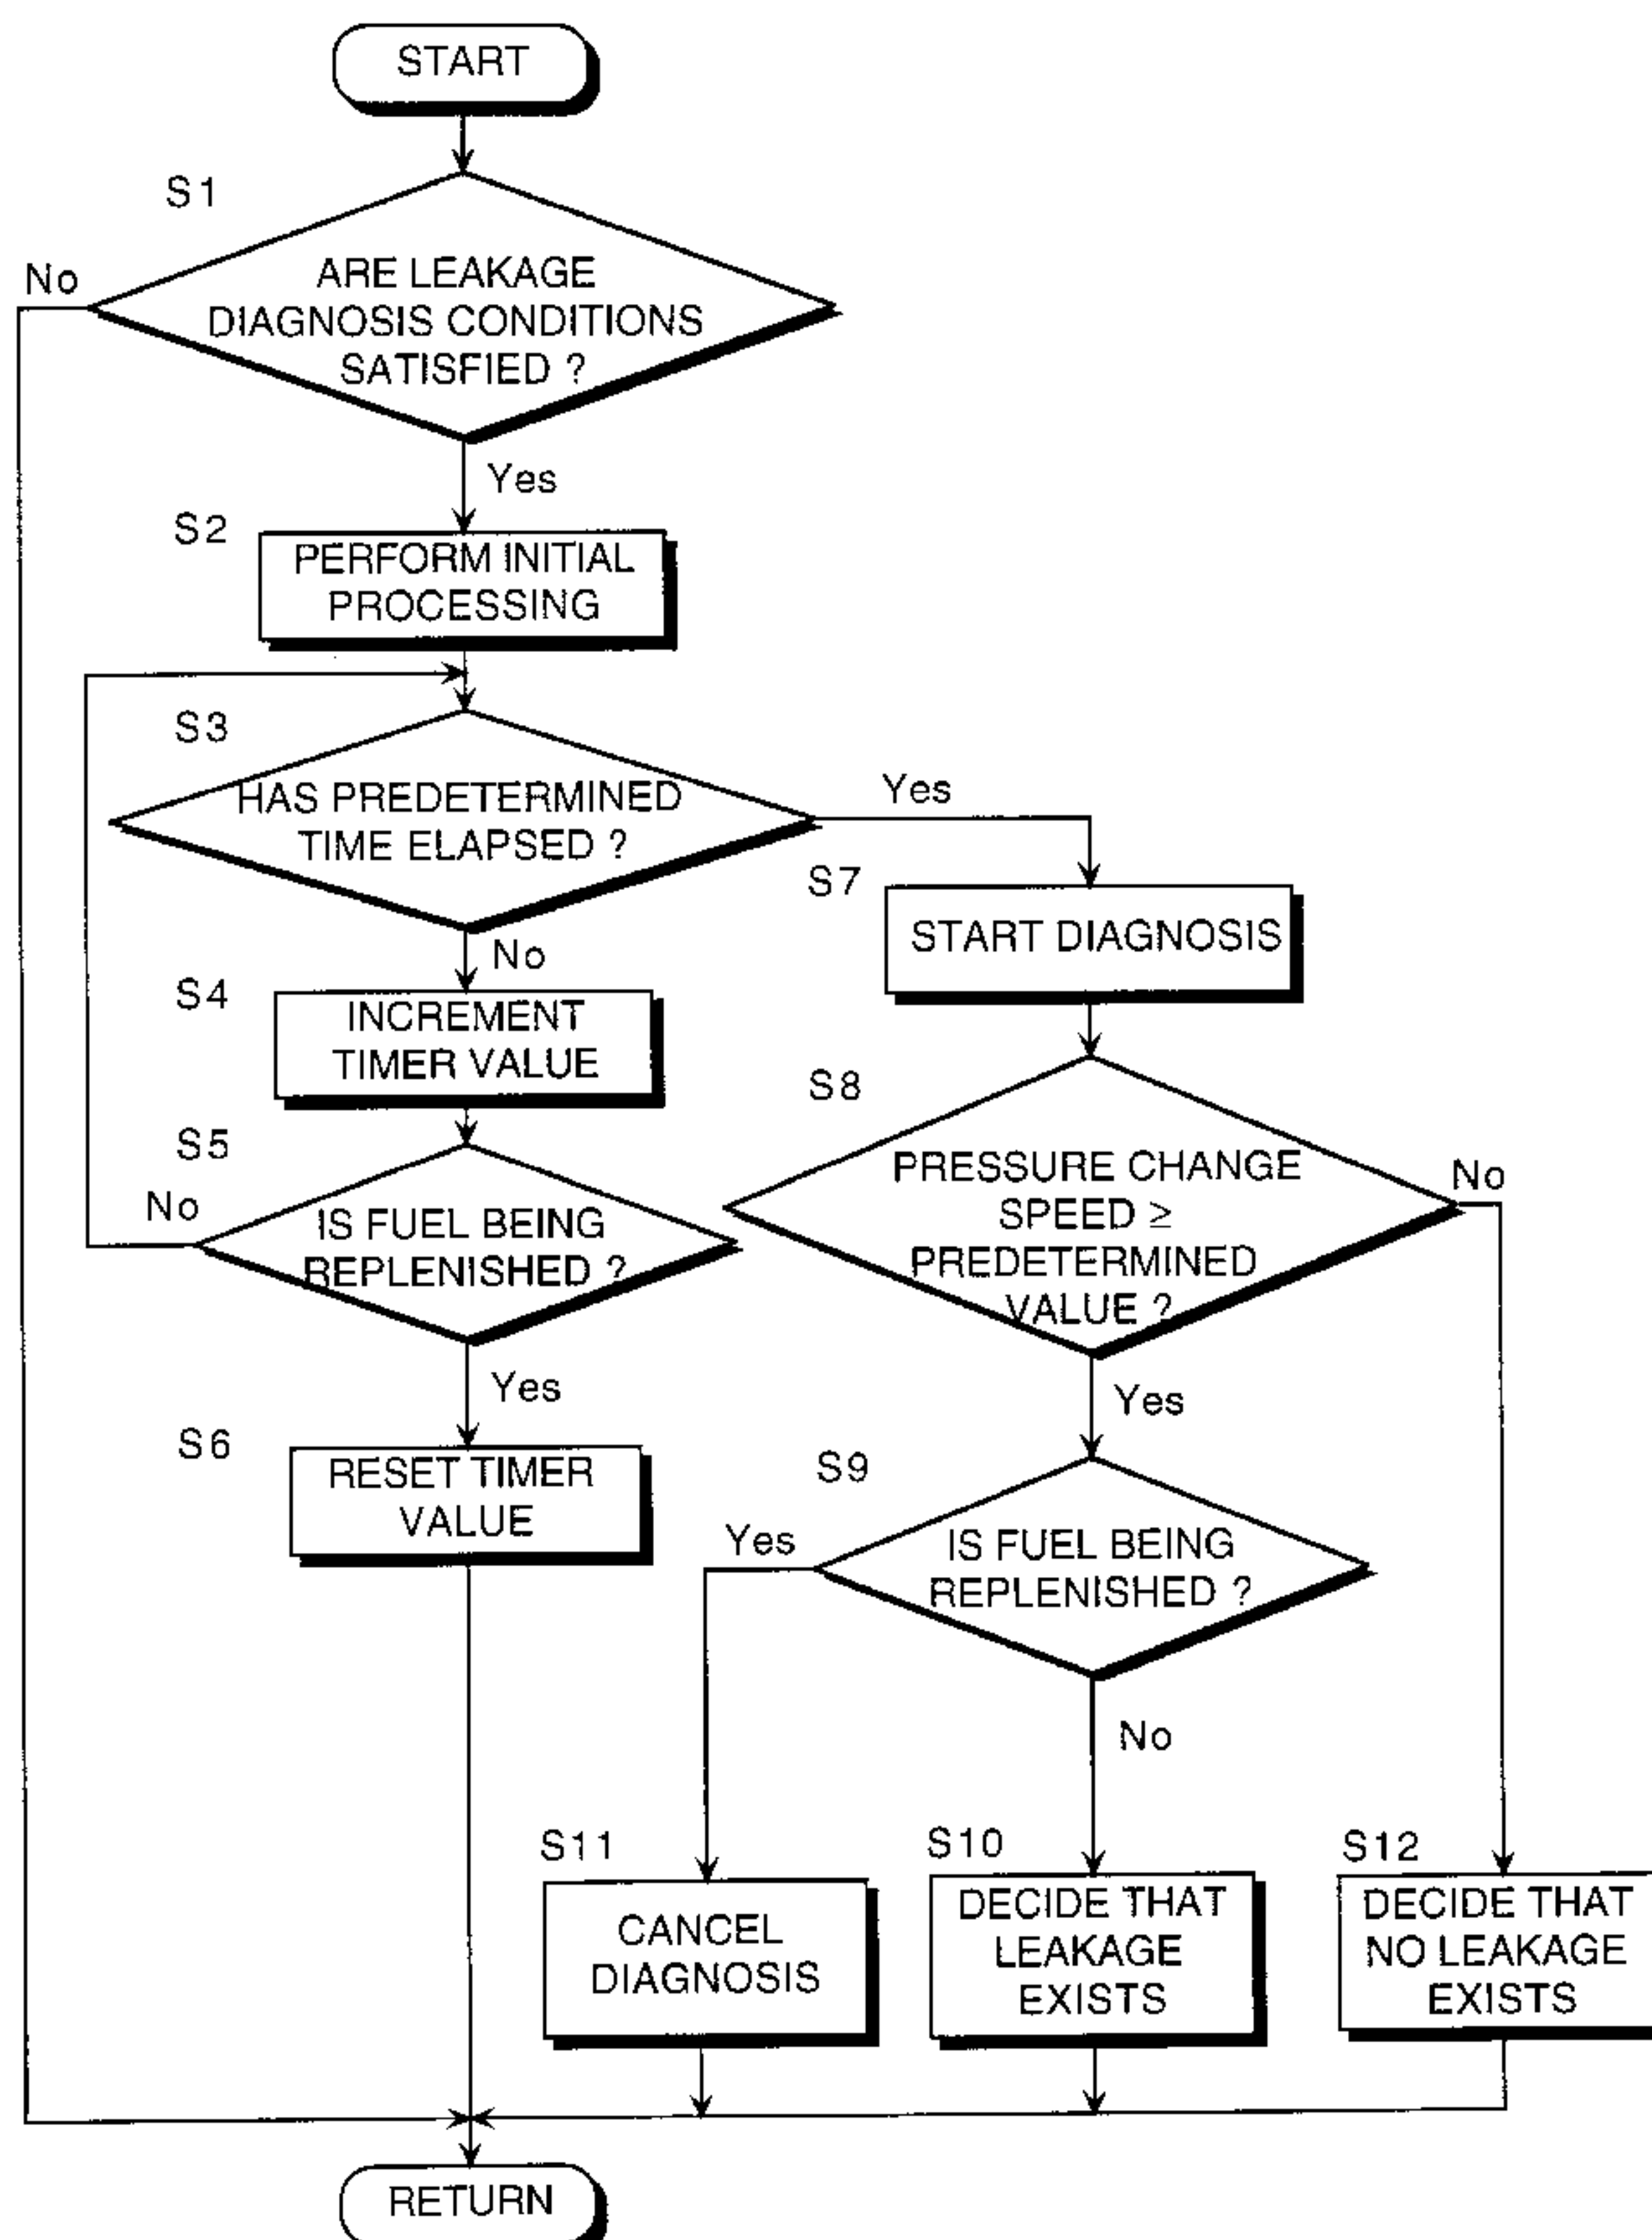 START
S1
No
ARE LEAKAGE
DIAGNOSIS CONDITIONS
SATISFIED ?
Yes
S2
PERFORM INITIAL
PROCESSING
S3
HAS PREDETERMINED
TIME ELAPSED ?
Yes
No
S4
INCREMENT
TIMER VALUE
S5
No
IS FUEL BEING
REPLENISHED ?
Yes
S6
RESET TIMER
VALUE
S7
START DIAGNOSIS
S8
PRESSURE CHANGE
SPEED ≥
PREDETERMINED
VALUE ?
No
Yes
S9
Yes
IS FUEL BEING
REPLENISHED ?
No
S11
CANCEL
DIAGNOSIS
S10
DECIDE THAT
LEAKAGE
EXISTS
S12
DECIDE THAT
NO LEAKAGE
EXISTS
RETURN